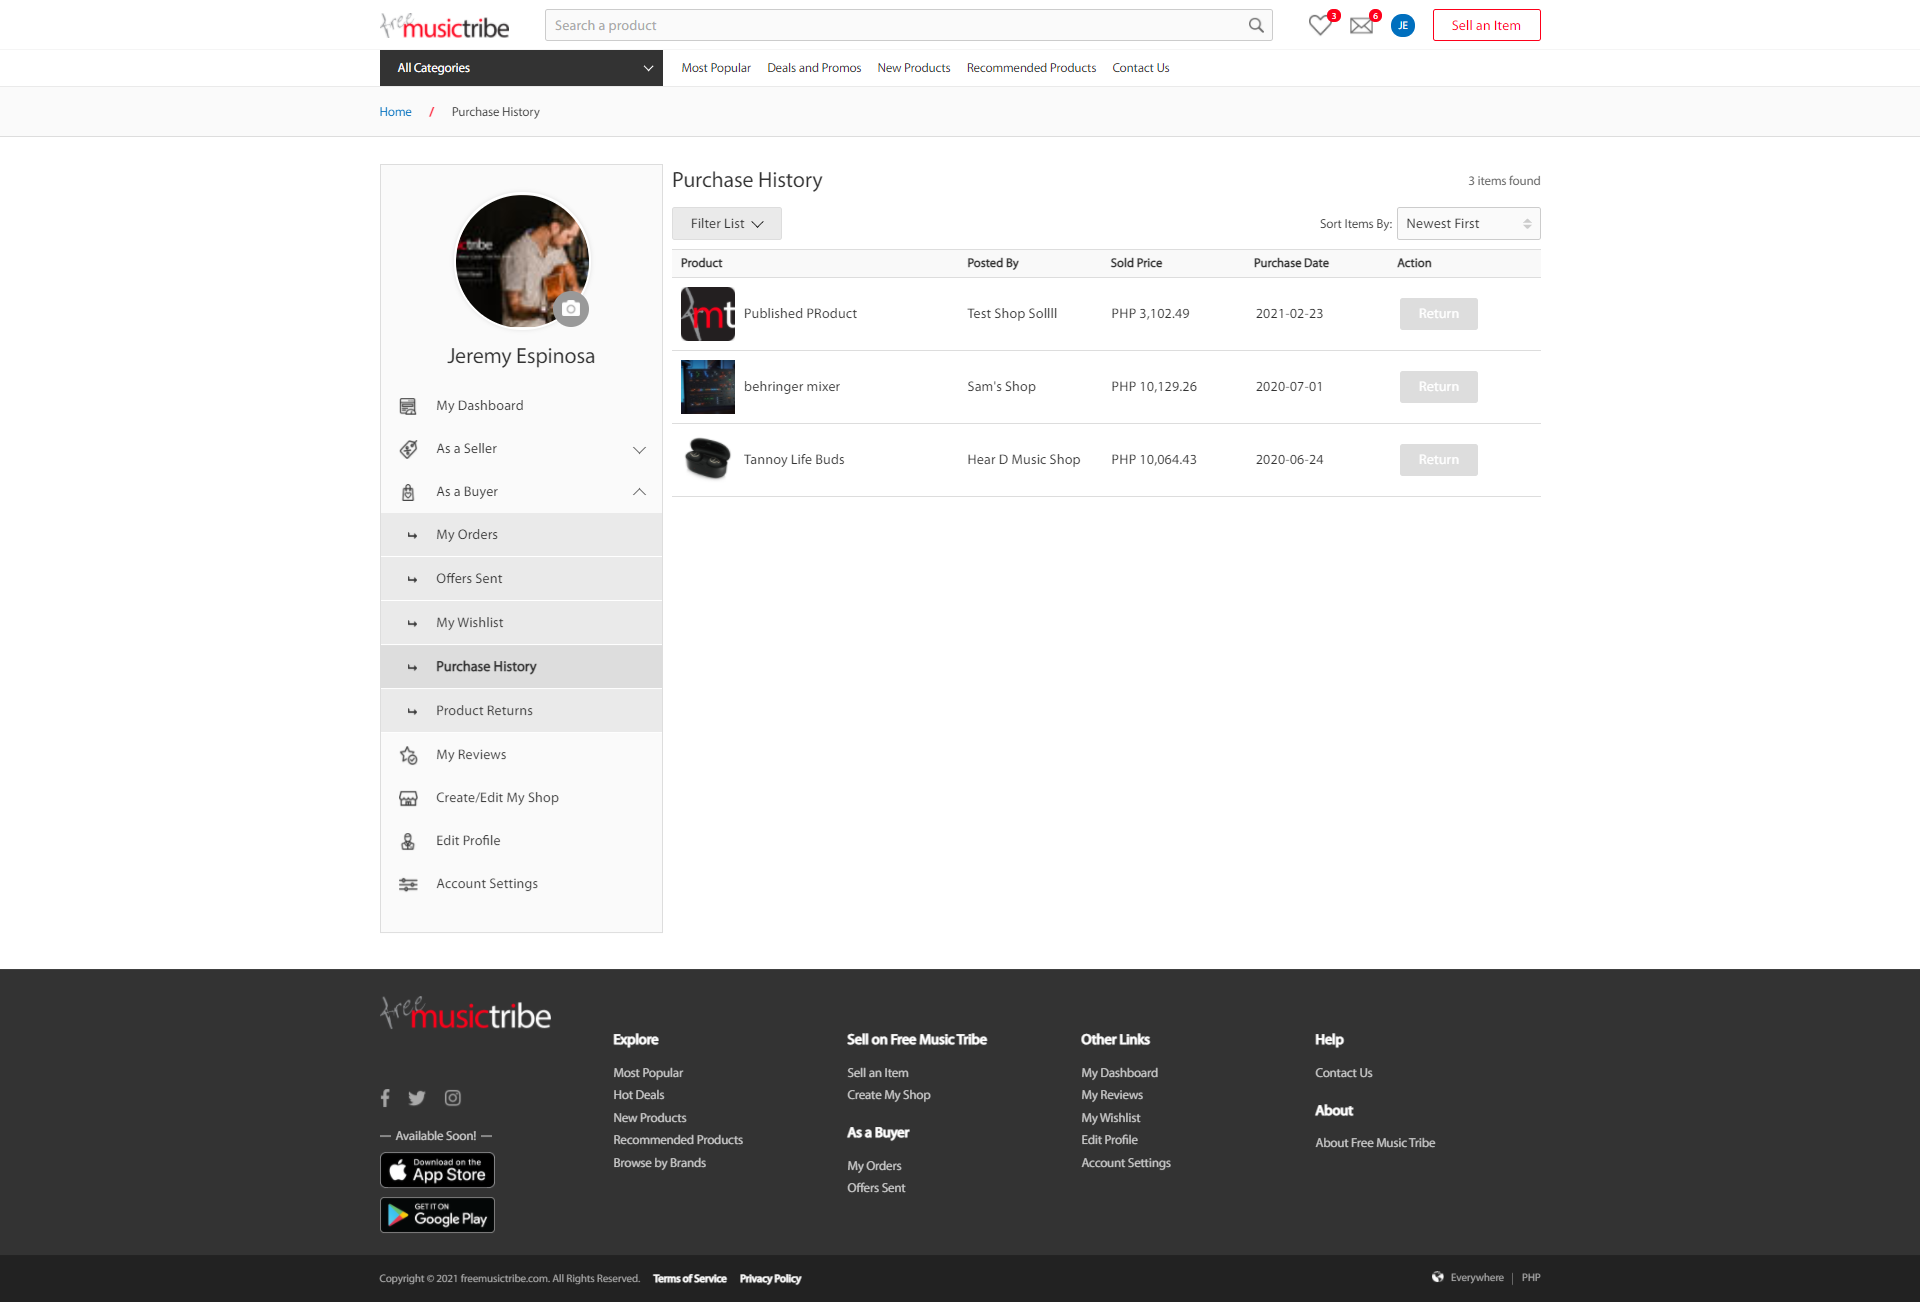 free musictribe
Search a product
3
6
JE
Sell an Item
All Categories
Most Popular
Deals and Promos
New Products
Recommended Products
Contact Us
Home / Purchase History
Jeremy Espinosa
My Dashboard
As a Seller
As a Buyer
My Orders
Offers Sent
My Wishlist
Purchase History
Product Returns
My Reviews
Create/Edit My Shop
Edit Profile
Account Settings
Purchase History
3 items found
Filter List
Sort Items By: Newest First
Product Posted By Sold Price Purchase Date Action
mt Published PRoduct Test Shop Sollll PHP 3,102.49 2021-02-23 Return
behringer mixer Sam's Shop PHP 10,129.26 2020-07-01 Return
Tannoy Life Buds Hear D Music Shop PHP 10,064.43 2020-06-24 Return
free musictribe
— Available Soon! —
Download on the
App Store
GET IT ON
Google Play
Explore
Most Popular
Hot Deals
New Products
Recommended Products
Browse by Brands
Sell on Free Music Tribe
Sell an Item
Create My Shop
As a Buyer
My Orders
Offers Sent
Other Links
My Dashboard
My Reviews
My Wishlist
Edit Profile
Account Settings
Help
Contact Us
About
About Free Music Tribe
Copyright © 2021 freemusictribe.com. All Rights Reserved. Terms of Service Privacy Policy
Everywhere | PHP